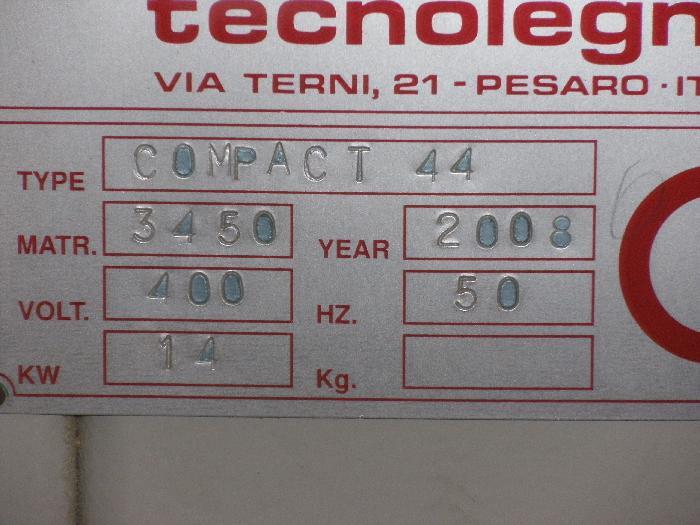 tecnolegn
VIA TERNI, 21 - PESARO · IT
TYPE COMPACT 44
MATR. 3450 YEAR 2008
VOLT. 400 HZ. 50
KW 14 Kg.